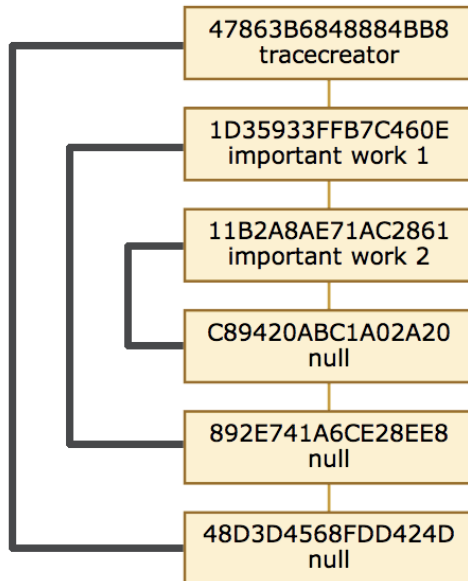 47863B6848884BB8
tracecreator
1D35933FFB7C460E
important work 1
11B2A8AE71AC2861
important work 2
C89420ABC1A02A20
null
892E741A6CE28EE8
null
48D3D4568FDD424D
null